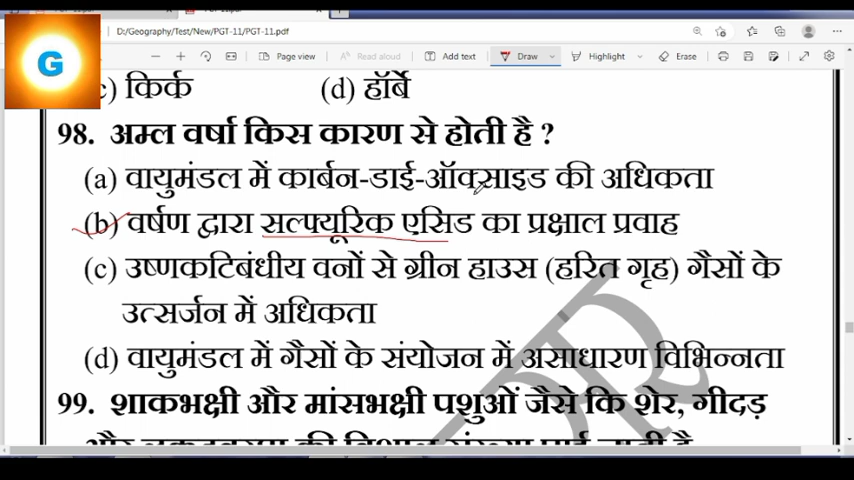 D:/Geography/Test/New/PGT-11/PGT-11.pdf
Page view
Read aloud
Add text
Draw
Highlight
Erase
G
किर्क (d) हॉर्बे
98. अम्ल वर्षा किस कारण से होती है ?
(a) वायुमंडल में कार्बन-डाई-ऑक्साइड की अधिकता
(b) वर्षण द्वारा सल्फ्यूरिक एसिड का प्रक्षाल प्रवाह
(c) उष्णकटिबंधीय वनों से ग्रीन हाउस (हरित गृह) गैसों के
उत्सर्जन में अधिकता
(d) वायुमंडल में गैसों के संयोजन में असाधारण विभिन्नता
99. शाकभक्षी और मांसभक्षी पशुओं जैसे कि शेर, गीदड़